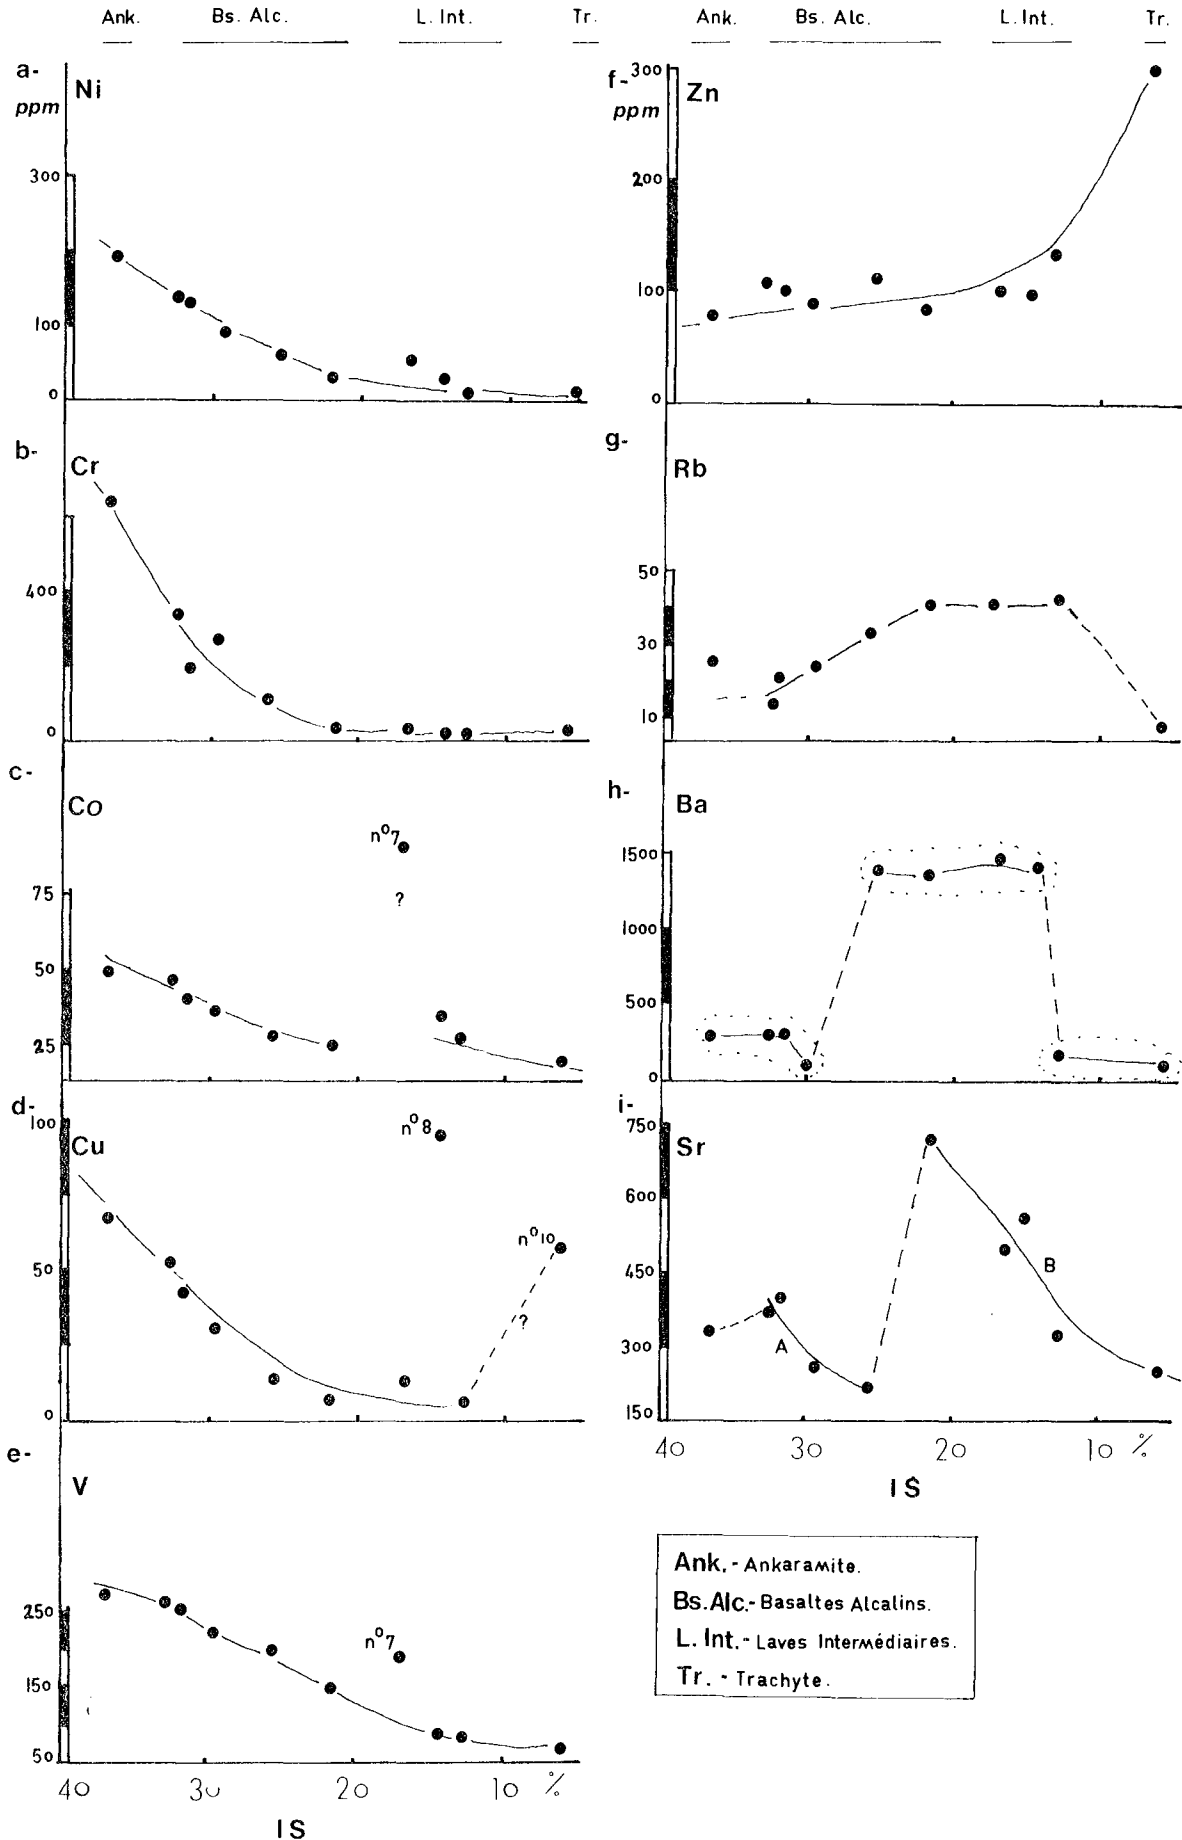 Ank. Bs. Alc. L. Int. Tr.
a-
ppm
Ni
300
100
0
b-
Cr
400
0
c-
Co
n°7
?
75
50
25
d-
100
Cu
n°8
n°10
?
50
0
e-
V
n°7
250
150
50
40 30 20 10 %
IS
Ank. Bs. Alc. L. Int. Tr.
f-
ppm
Zn
300
200
100
0
g-
Rb
50
30
10
h-
Ba
1500
1000
500
0
i-
Sr
750
600
450
300
150
A
B
40 30 20 10 %
IS
Ank.- Ankaramite.
Bs.Alc.- Basaltes Alcalins.
L. Int.- Laves Intermédiaires.
Tr. - Trachyte.